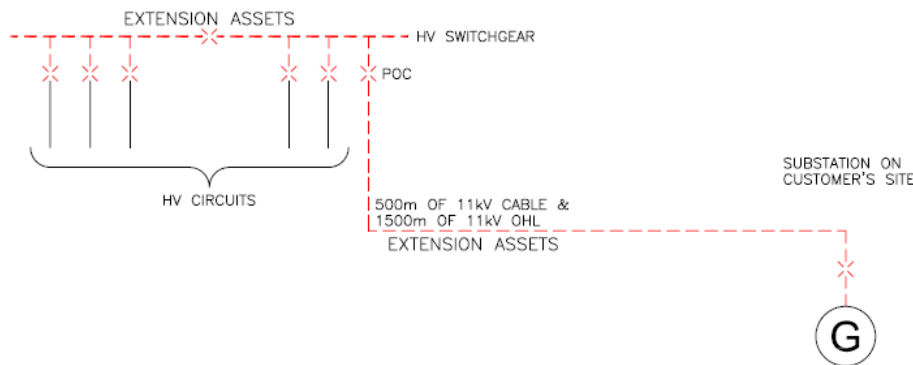 EXTENSION ASSETS
HV SWITCHGEAR
POC
HV CIRCUITS
SUBSTATION ON
CUSTOMER'S SITE
500m OF 11kV CABLE &
1500m OF 11kV OHL
EXTENSION ASSETS
G